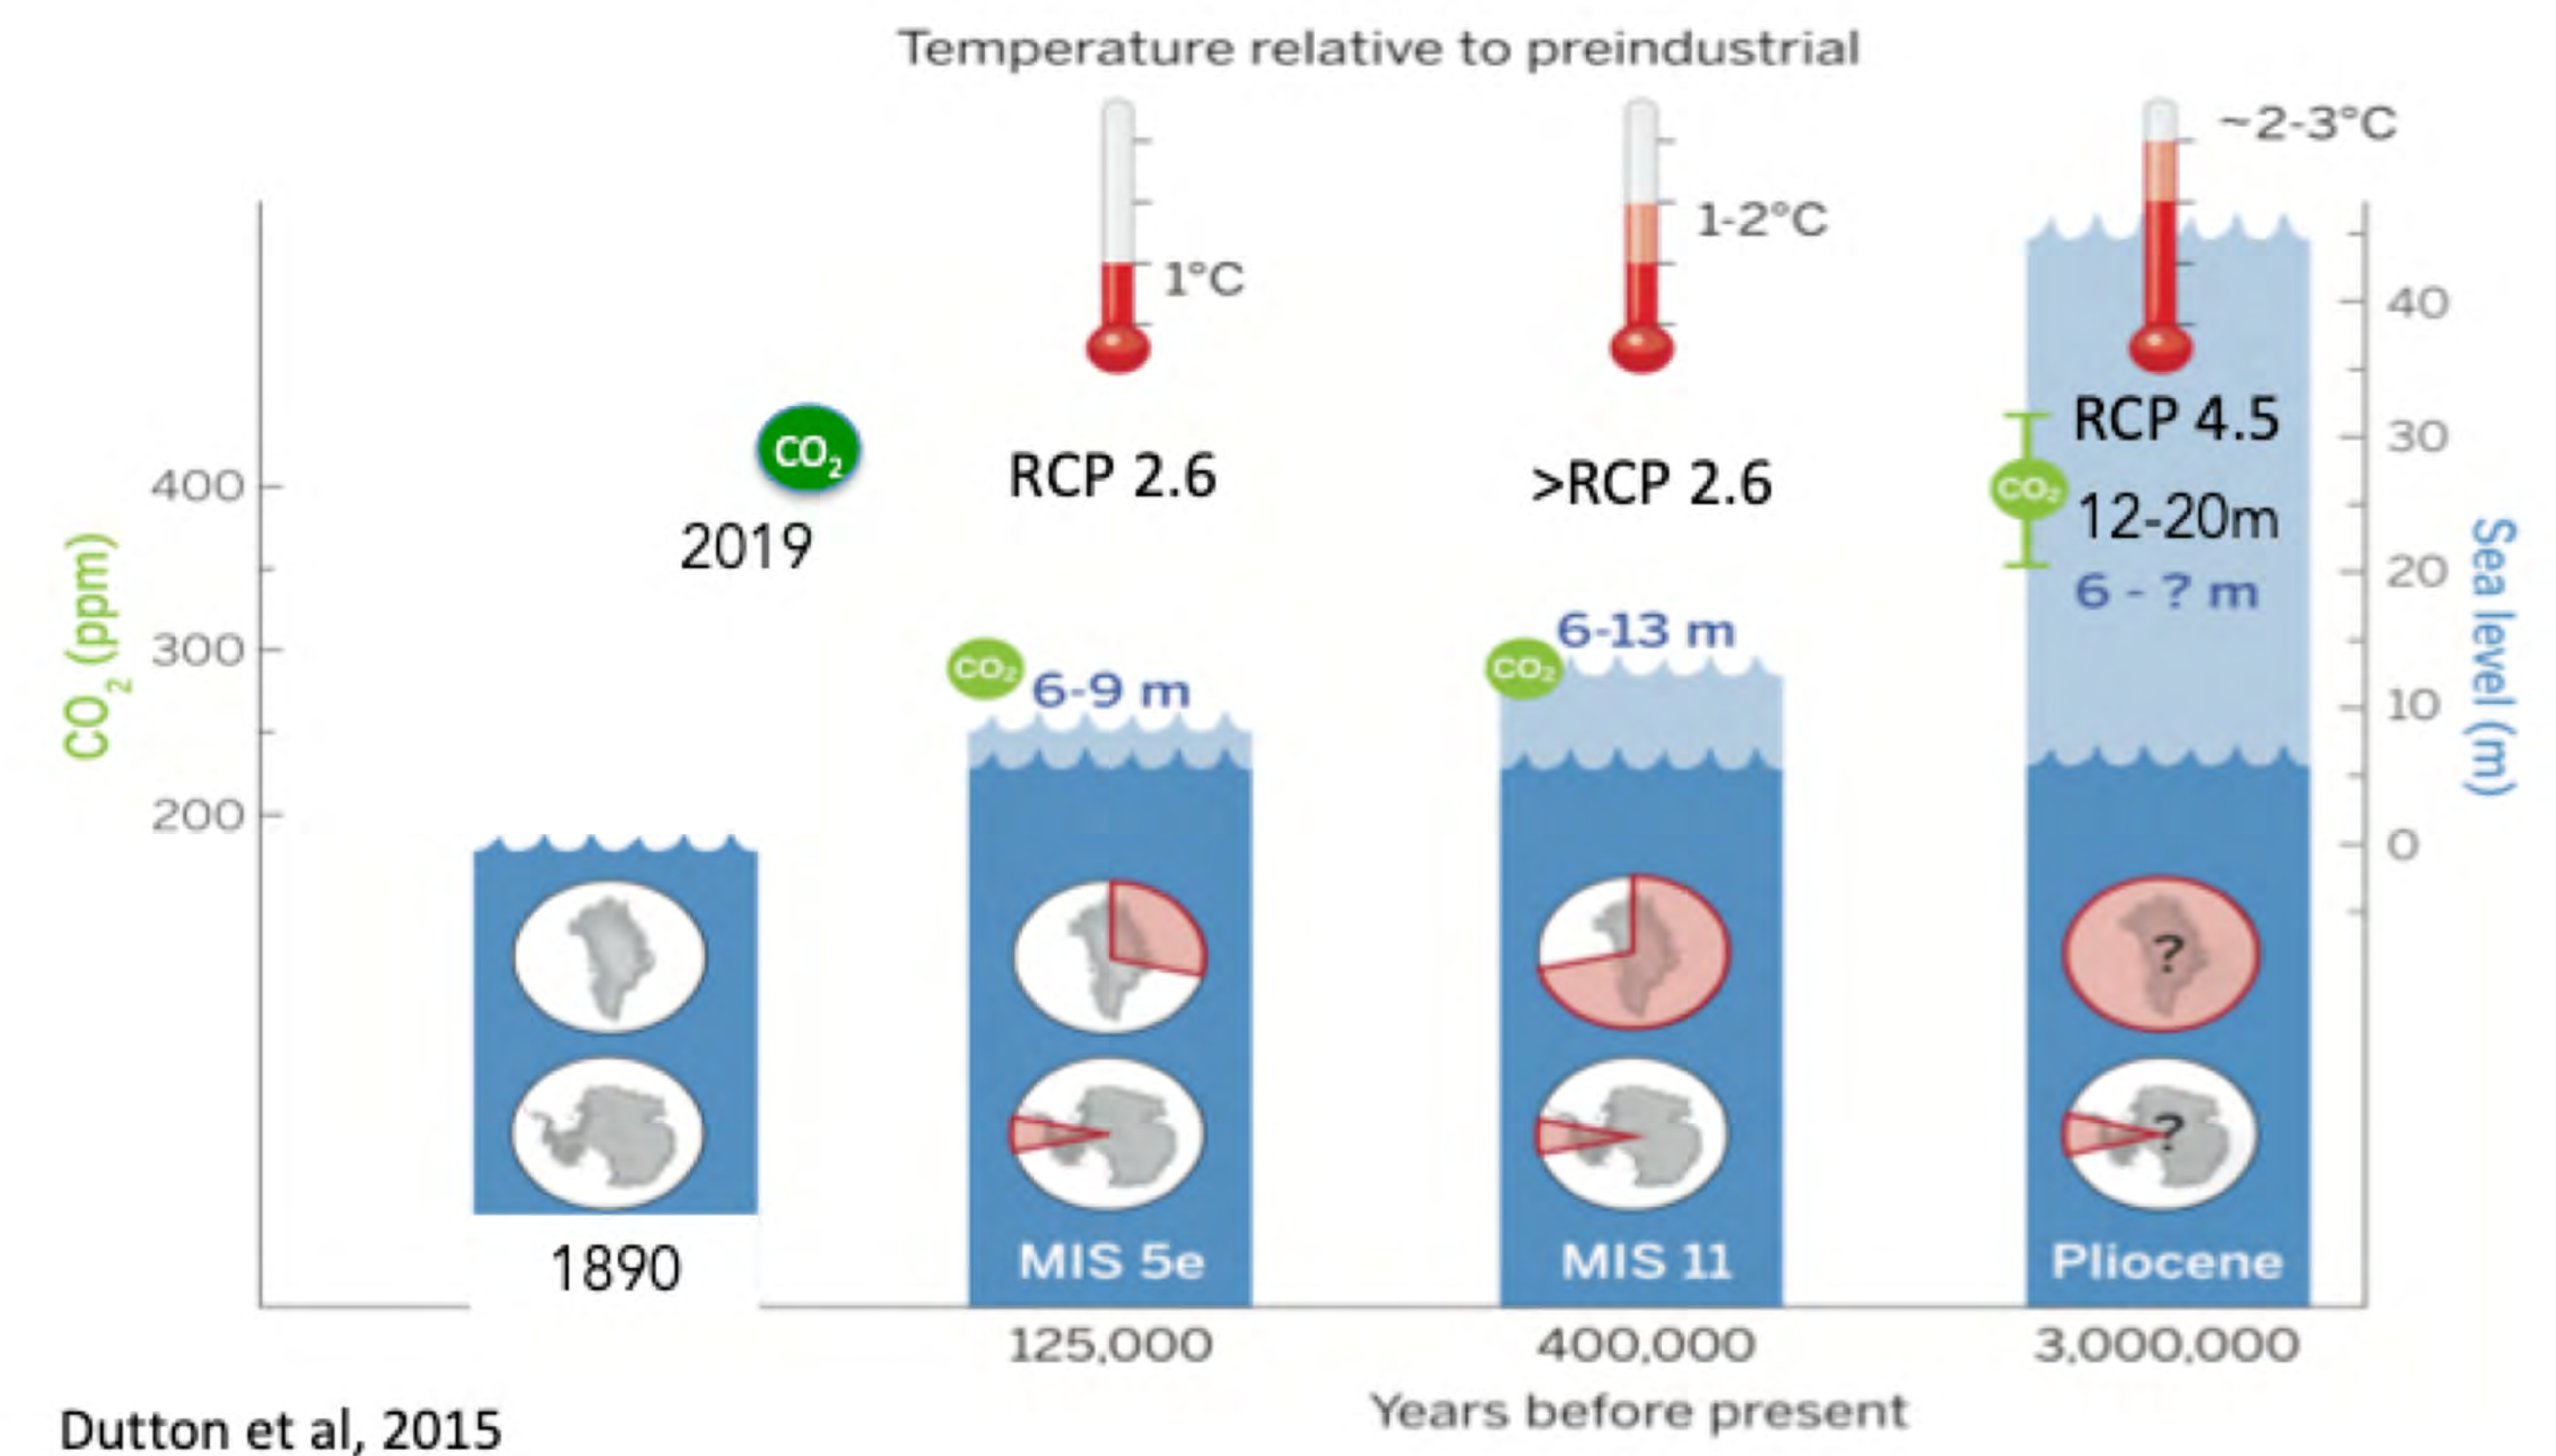 Temperature relative to preindustrial
1°C
1-2°C
~2-3°C
CO₂ (ppm)
400
300
200
CO₂
2019
RCP 2.6
>RCP 2.6
RCP 4.5
CO₂
12-20m
6 - ? m
CO₂
6-9 m
CO₂
6-13 m
Sea level (m)
40
30
20
10
0
?
?
1890
MIS 5e
MIS 11
Pliocene
125,000
400,000
3,000,000
Years before present
Dutton et al, 2015